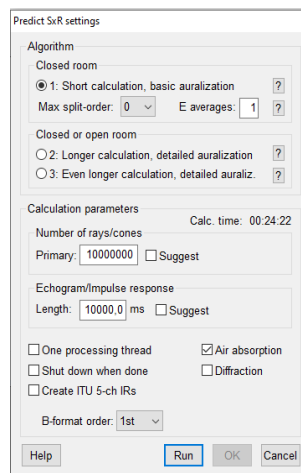 Predict SxR settings
Algorithm
Closed room
1: Short calculation, basic auralization ?
Max split-order: 0 E averages: 1 ?
Closed or open room
2: Longer calculation, detailed auralization ?
3: Even longer calculation, detailed auraliz. ?
Calculation parameters
Calc. time: 00:24:22
Number of rays/cones
Primary: 10000000 Suggest
Echogram/Impulse response
Length: 10000,0 ms Suggest
One processing thread Air absorption
Shut down when done Diffraction
Create ITU 5-ch IRs
B-format order: 1st
Help Run OK Cancel